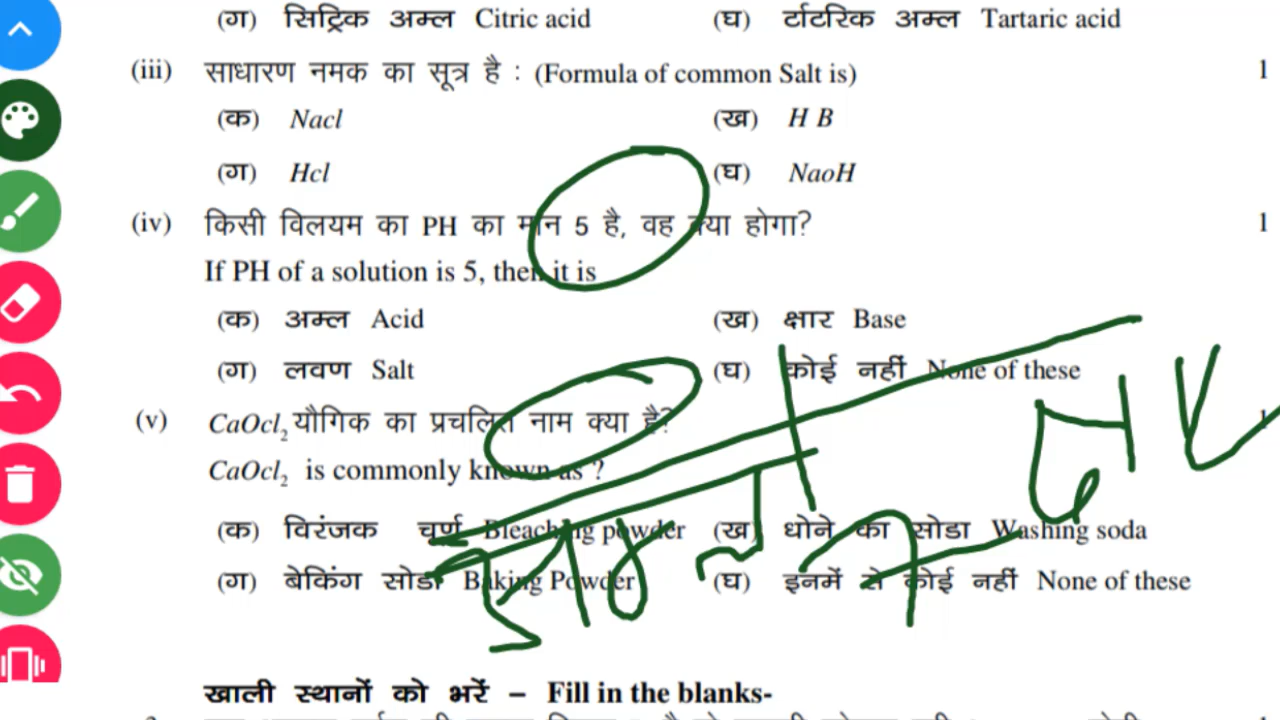 (ग) सिट्रिक अम्ल Citric acid (घ) टार्टारिक अम्ल Tartaric acid
(iii) साधारण नमक का सूत्र है : (Formula of common Salt is) 1
(क) Nacl (ख) H B
(ग) Hcl (घ) NaoH
(iv) किसी विलयम का PH का मान 5 है, वह क्या होगा? 1
If PH of a solution is 5, then it is
(क) अम्ल Acid (ख) क्षार Base
(ग) लवण Salt (घ) कोई नहीं None of these
(v) CaOcl₂ यौगिक का प्रचलित नाम क्या है? 1
CaOcl₂ is commonly known as ?
(क) विरंजक चूर्ण Bleaching powder (ख) धोने का सोडा Washing soda
(ग) बेकिंग सोडा Baking Powder (घ) इनमें से कोई नहीं None of these
खाली स्थानों को भरें – Fill in the blanks-